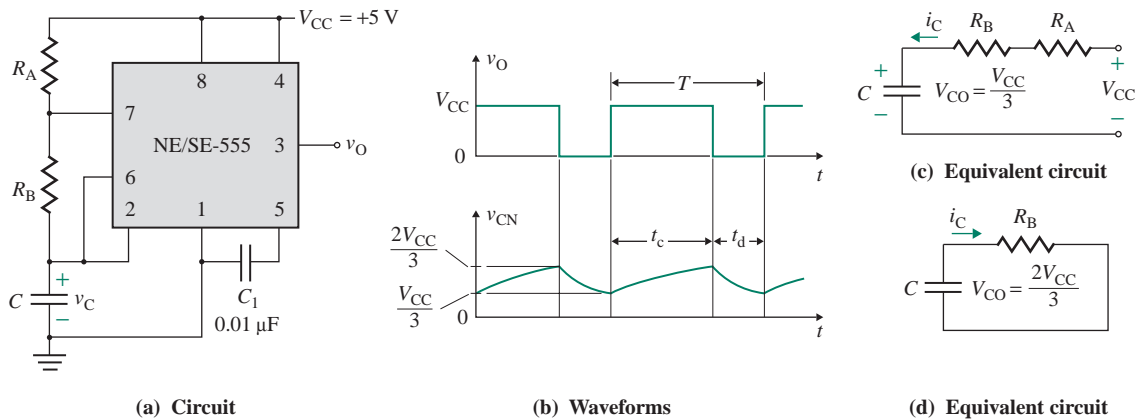 V_CC = +5 V
R_A
8
4
7
NE/SE-555
3
v_O
R_B
6
2
1
5
C
+
v_C
−
C_1
0.01 µF
(a) Circuit
v_O
V_CC
T
0
t
v_CN
2V_CC/3
t_c
t_d
V_CC/3
0
t
(b) Waveforms
i_C
R_B
R_A
+
C
V_CO = V_CC/3
−
+
V_CC
−
(c) Equivalent circuit
i_C
R_B
C
V_CO = 2V_CC/3
(d) Equivalent circuit